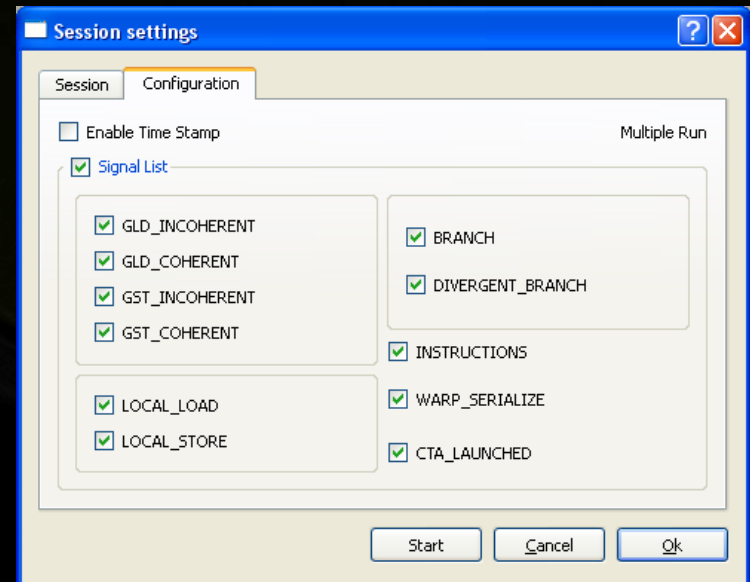 Session settings
Session
Configuration
Enable Time Stamp
Multiple Run
Signal List
GLD_INCOHERENT
GLD_COHERENT
GST_INCOHERENT
GST_COHERENT
LOCAL_LOAD
LOCAL_STORE
BRANCH
DIVERGENT_BRANCH
INSTRUCTIONS
WARP_SERIALIZE
CTA_LAUNCHED
Start
Cancel
Ok